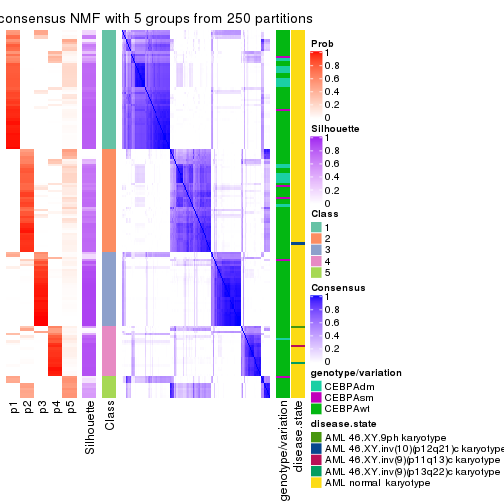 consensus NMF with 5 groups from 250 partitions
p1
p2
p3
p4
p5
Silhouette
Class
genotype/variation
disease.state
Prob
1
0.8
0.6
0.4
0.2
0
Silhouette
1
0.8
0.6
0.4
0.2
0
Class
1
2
3
4
5
Consensus
1
0.8
0.6
0.4
0.2
0
genotype/variation
CEBPAdm
CEBPAsm
CEBPAwt
disease.state
AML 46.XY.9ph karyotype
AML 46.XY.inv(10)(p12q21)c karyotype
AML 46.XY.inv(9)(p11q13)c karyotype
AML 46.XY.inv(9)(p13q22)c karyotype
AML normal karyotype